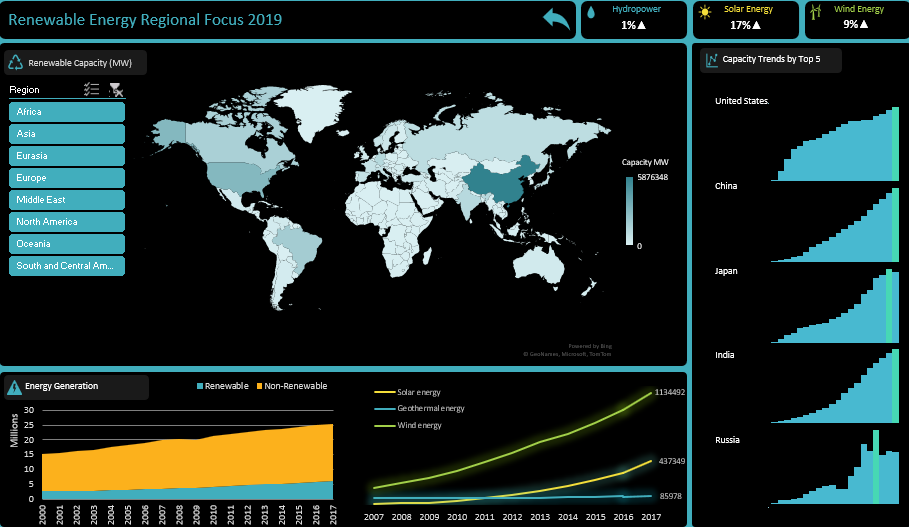 Renewable Energy Regional Focus 2019
Hydropower
1%▲
Solar Energy
17%▲
Wind Energy
9%▲
Renewable Capacity (MW)
Region
Africa
Asia
Eurasia
Europe
Middle East
North America
Oceania
South and Central Am...
Capacity MW
5876348
0
Powered by Bing
© GeoNames, Microsoft, TomTom
Capacity Trends by Top 5
United States.
China
Japan
India
Russia
Energy Generation
Renewable
Non-Renewable
Millions
30
25
20
15
10
5
0
2000 2001 2002 2003 2004 2005 2006 2007 2008 2009 2010 2011 2012 2013 2014 2015 2016 2017
Solar energy
Geothermal energy
Wind energy
1134492
437349
85978
2007 2008 2009 2010 2011 2012 2013 2014 2015 2016 2017